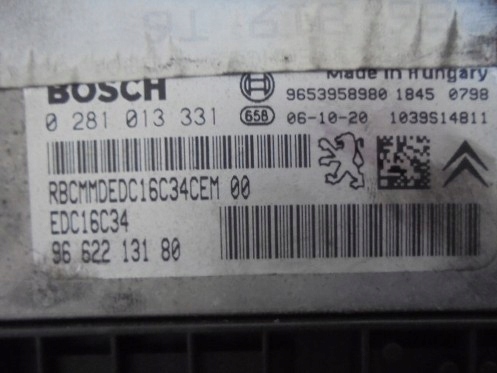 BOSCH
Made in Hungary
9653958980 1845 0798
0 281 013 331
658
06-10-20 1039S14811
RBCMMDEDC16C34CEM 00
EDC16C34
96 622 131 80